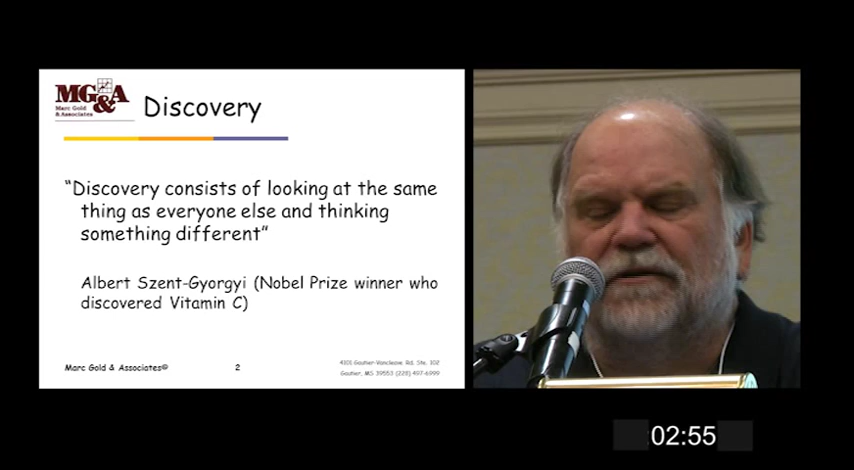 MG&A
Marc Gold
& Associates
Discovery
“Discovery consists of looking at the same
thing as everyone else and thinking
something different”
Albert Szent-Gyorgyi (Nobel Prize winner who
discovered Vitamin C)
Marc Gold & Associates©
2
4101 Gautier-Vancleave, Rd. Ste. 102
Gautier, MS 39553 (228) 497-6999
02:55